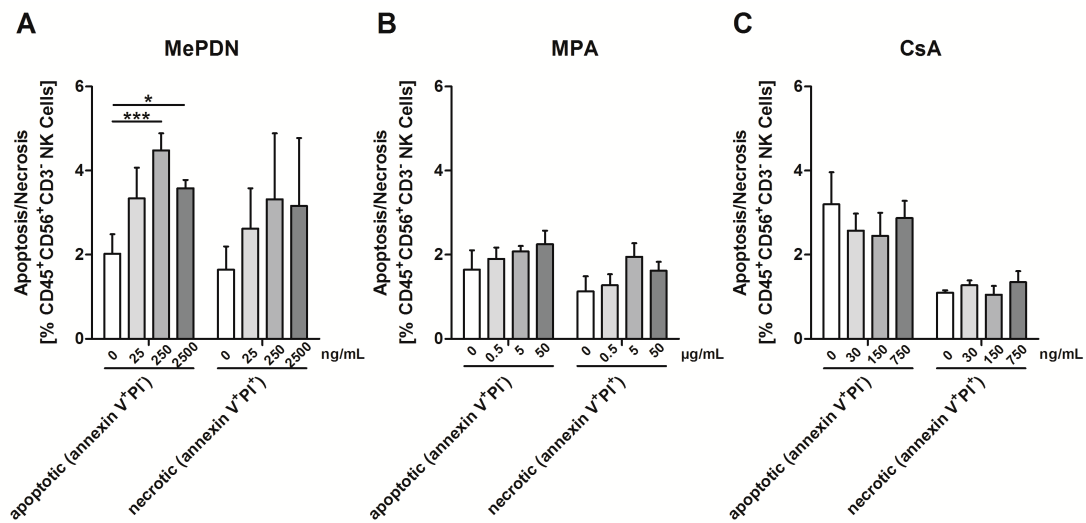 A
MePDN
Apoptosis/Necrosis
[% CD45⁺CD56⁺CD3⁻ NK Cells]
6
4
2
0
*
***
0 25 250 2500 0 25 250 2500 ng/mL
apoptotic (annexin V⁺PI⁻)
necrotic (annexin V⁺PI⁺)
B
MPA
Apoptosis/Necrosis
[% CD45⁺CD56⁺CD3⁻ NK Cells]
6
4
2
0
0 0.5 5 50 0 0.5 5 50 µg/mL
apoptotic (annexin V⁺PI⁻)
necrotic (annexin V⁺PI⁺)
C
CsA
Apoptosis/Necrosis
[% CD45⁺CD56⁺CD3⁻ NK Cells]
6
4
2
0
0 30 150 750 0 30 150 750 ng/mL
apoptotic (annexin V⁺PI⁻)
necrotic (annexin V⁺PI⁺)